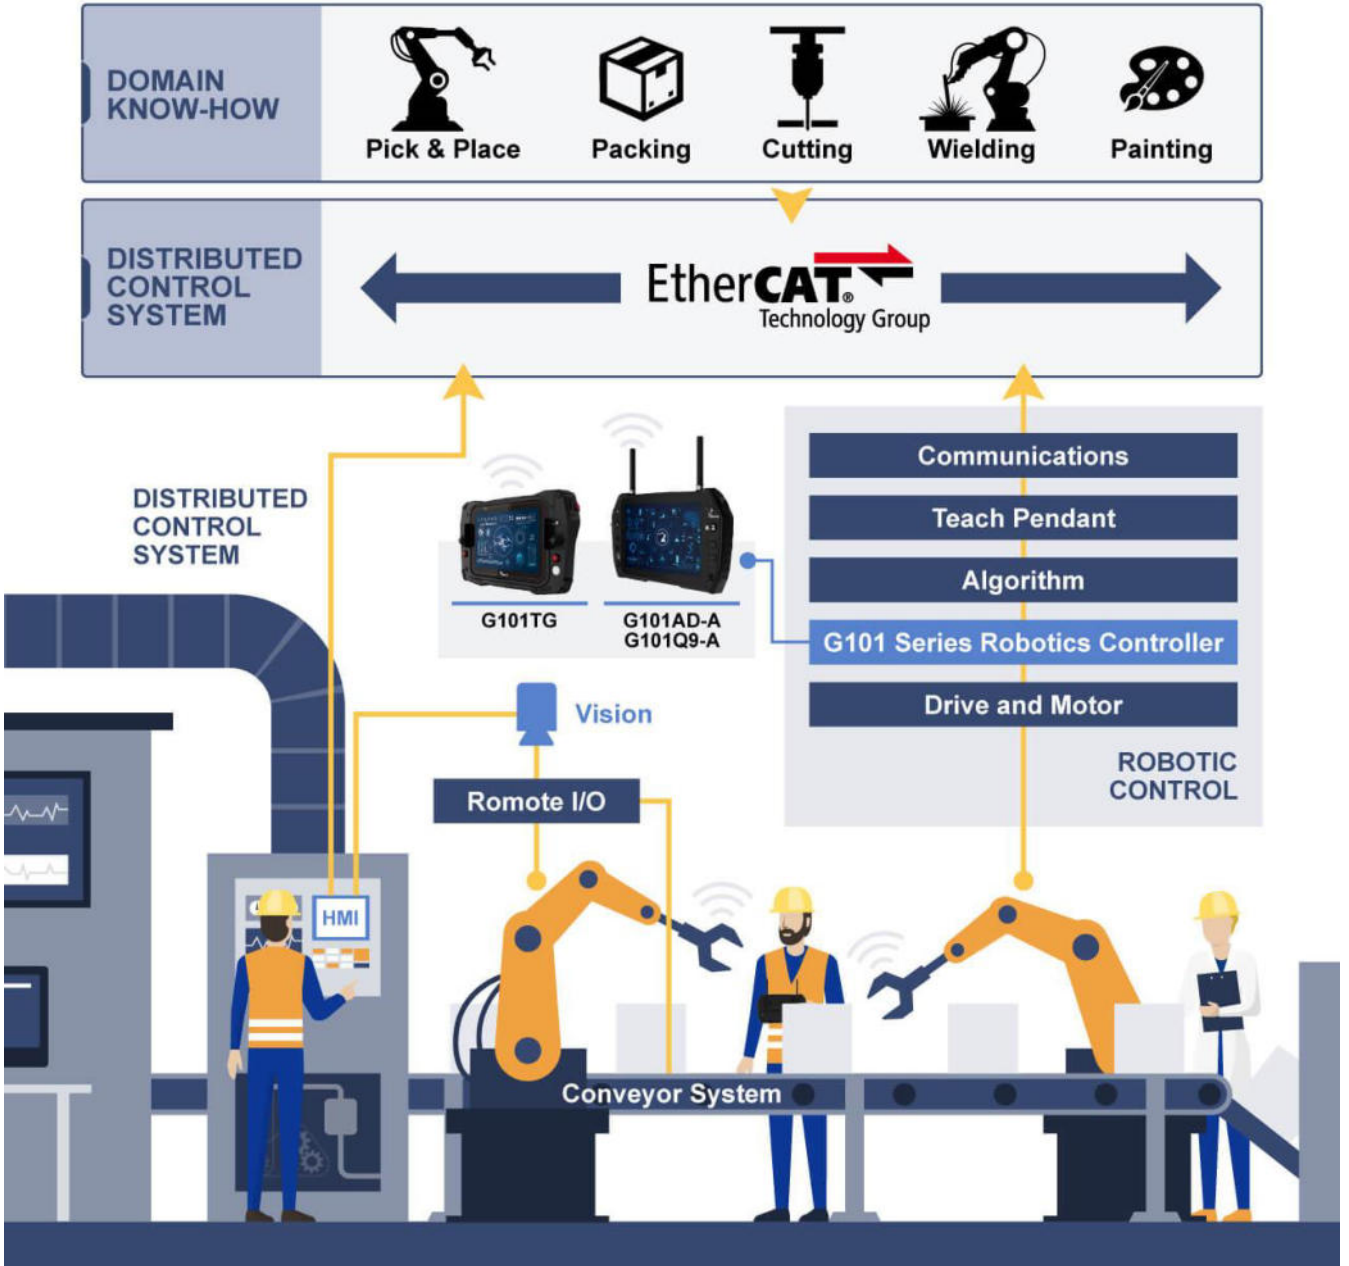 DOMAIN
KNOW-HOW
Pick & Place
Packing
Cutting
Wielding
Painting
DISTRIBUTED
CONTROL
SYSTEM
EtherCAT®
Technology Group
DISTRIBUTED
CONTROL
SYSTEM
G101TG
G101AD-A
G101Q9-A
Communications
Teach Pendant
Algorithm
G101 Series Robotics Controller
Drive and Motor
ROBOTIC
CONTROL
Vision
Romote I/O
HMI
Conveyor System